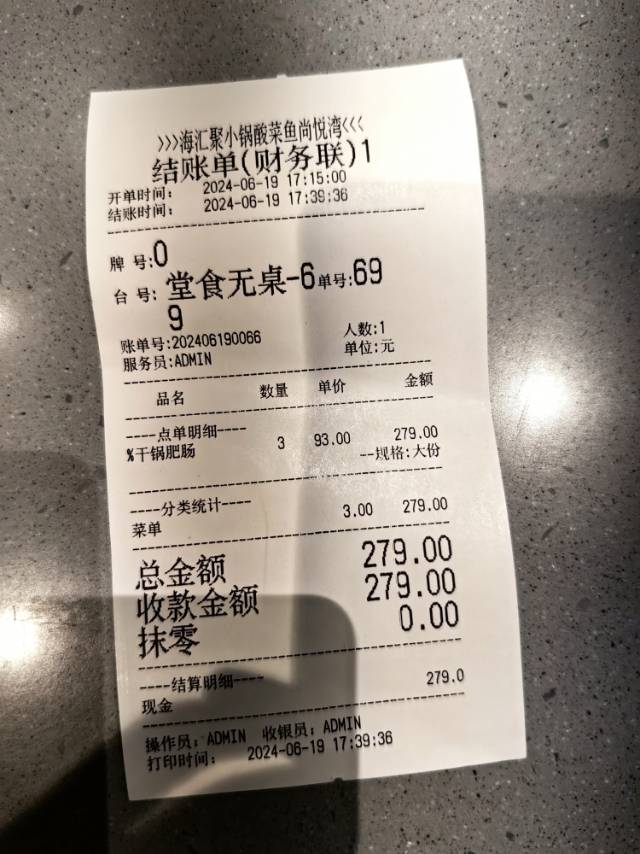 >>>海汇聚小锅酸菜鱼尚悦湾<<<
结账单(财务联)1
开单时间: 2024-06-19 17:15:00
结账时间: 2024-06-19 17:39:36
牌 号:0
台 号: 堂食无桌-6 单号:69
9
账单号:202406190066 人数:1
服务员:ADMIN 单位:元
品名 数量 单价 金额
----点单明细----
%干锅肥肠 3 93.00 279.00
--规格:大份
----分类统计----
菜单 3.00 279.00
总金额 279.00
收款金额 279.00
抹零 0.00
----结算明细----
现金 279.0
操作员: ADMIN 收银员: ADMIN
打印时间: 2024-06-19 17:39:36